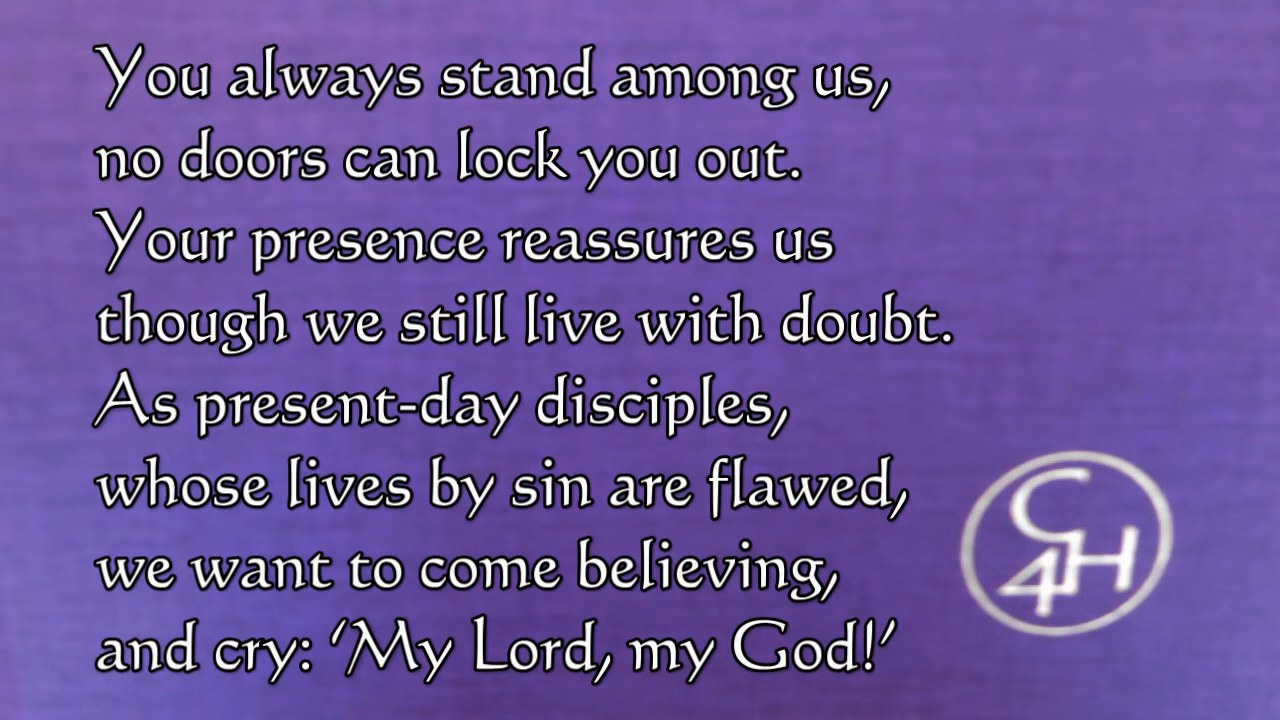 You always stand among us,
no doors can lock you out.
Your presence reassures us
though we still live with doubt.
As present-day disciples,
whose lives by sin are flawed,
we want to come believing,
and cry: ‘My Lord, my God!’
CH4